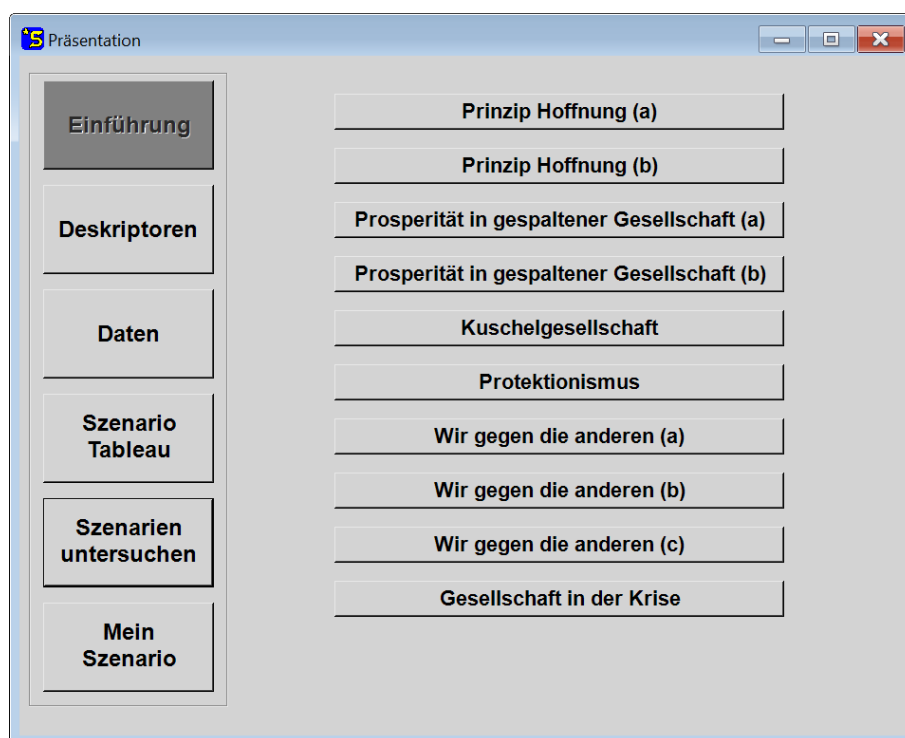 Präsentation
Einführung
Deskriptoren
Daten
Szenario
Tableau
Szenarien
untersuchen
Mein
Szenario
Prinzip Hoffnung (a)
Prinzip Hoffnung (b)
Prosperität in gespaltener Gesellschaft (a)
Prosperität in gespaltener Gesellschaft (b)
Kuschelgesellschaft
Protektionismus
Wir gegen die anderen (a)
Wir gegen die anderen (b)
Wir gegen die anderen (c)
Gesellschaft in der Krise